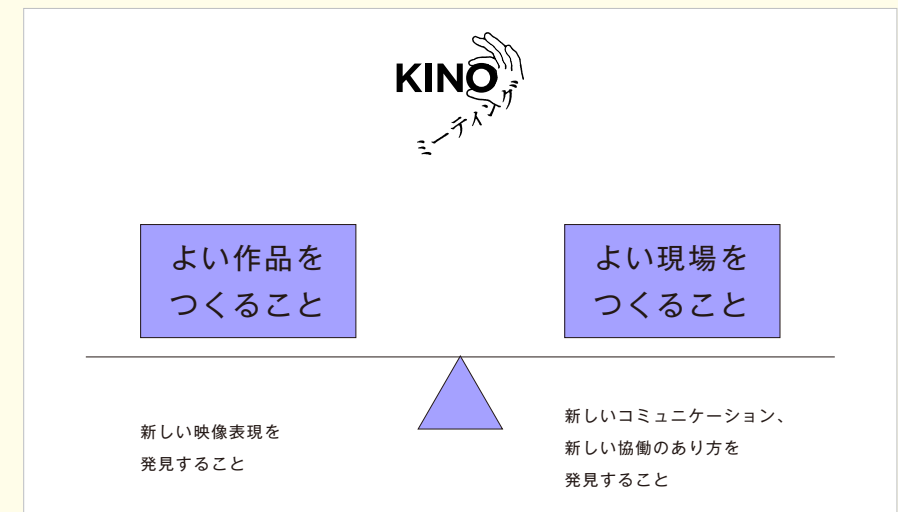 KINO
ミーティング
よい作品を
つくること
よい現場を
つくること
新しい映像表現を
発見すること
新しいコミュニケーション、
新しい協働のあり方を
発見すること